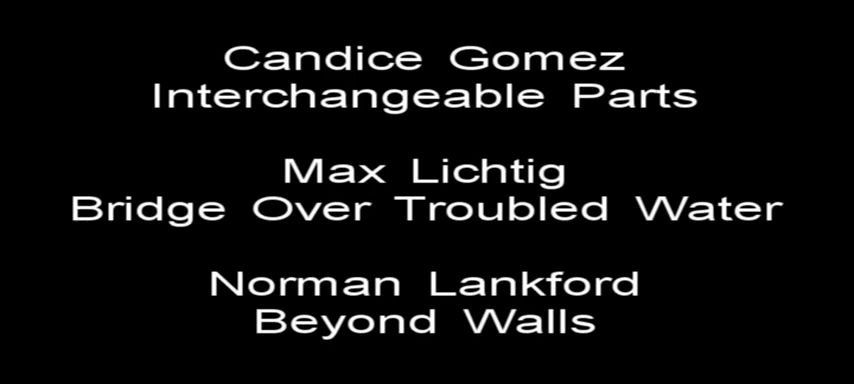 Candice Gomez
Interchangeable Parts
Max Lichtig
Bridge Over Troubled Water
Norman Lankford
Beyond Walls